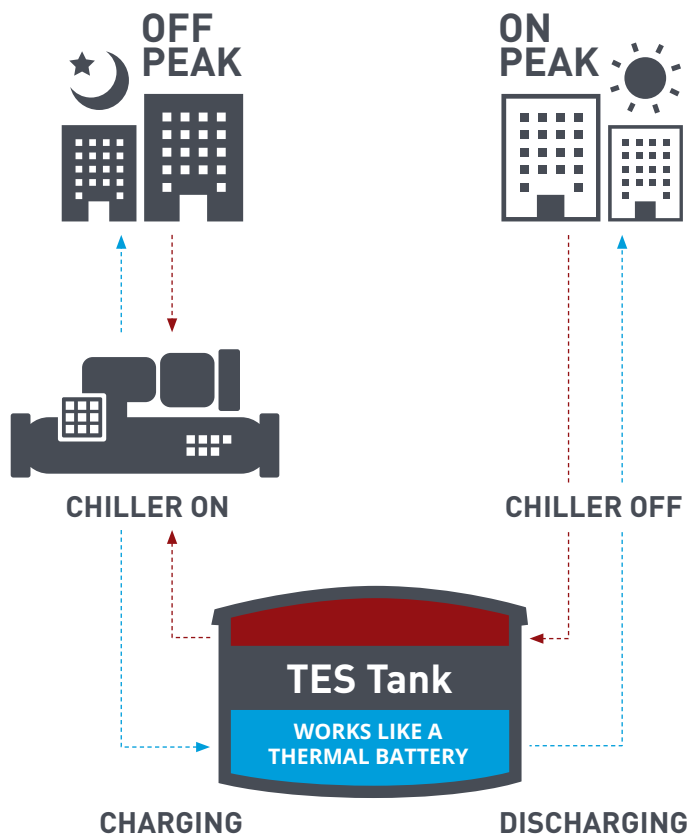 OFF
PEAK
ON
PEAK
CHILLER ON
CHILLER OFF
TES Tank
WORKS LIKE A
THERMAL BATTERY
CHARGING
DISCHARGING